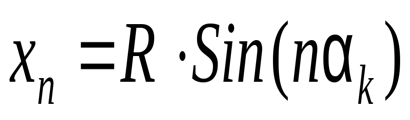 xₙ = R · Sin(nαₖ)